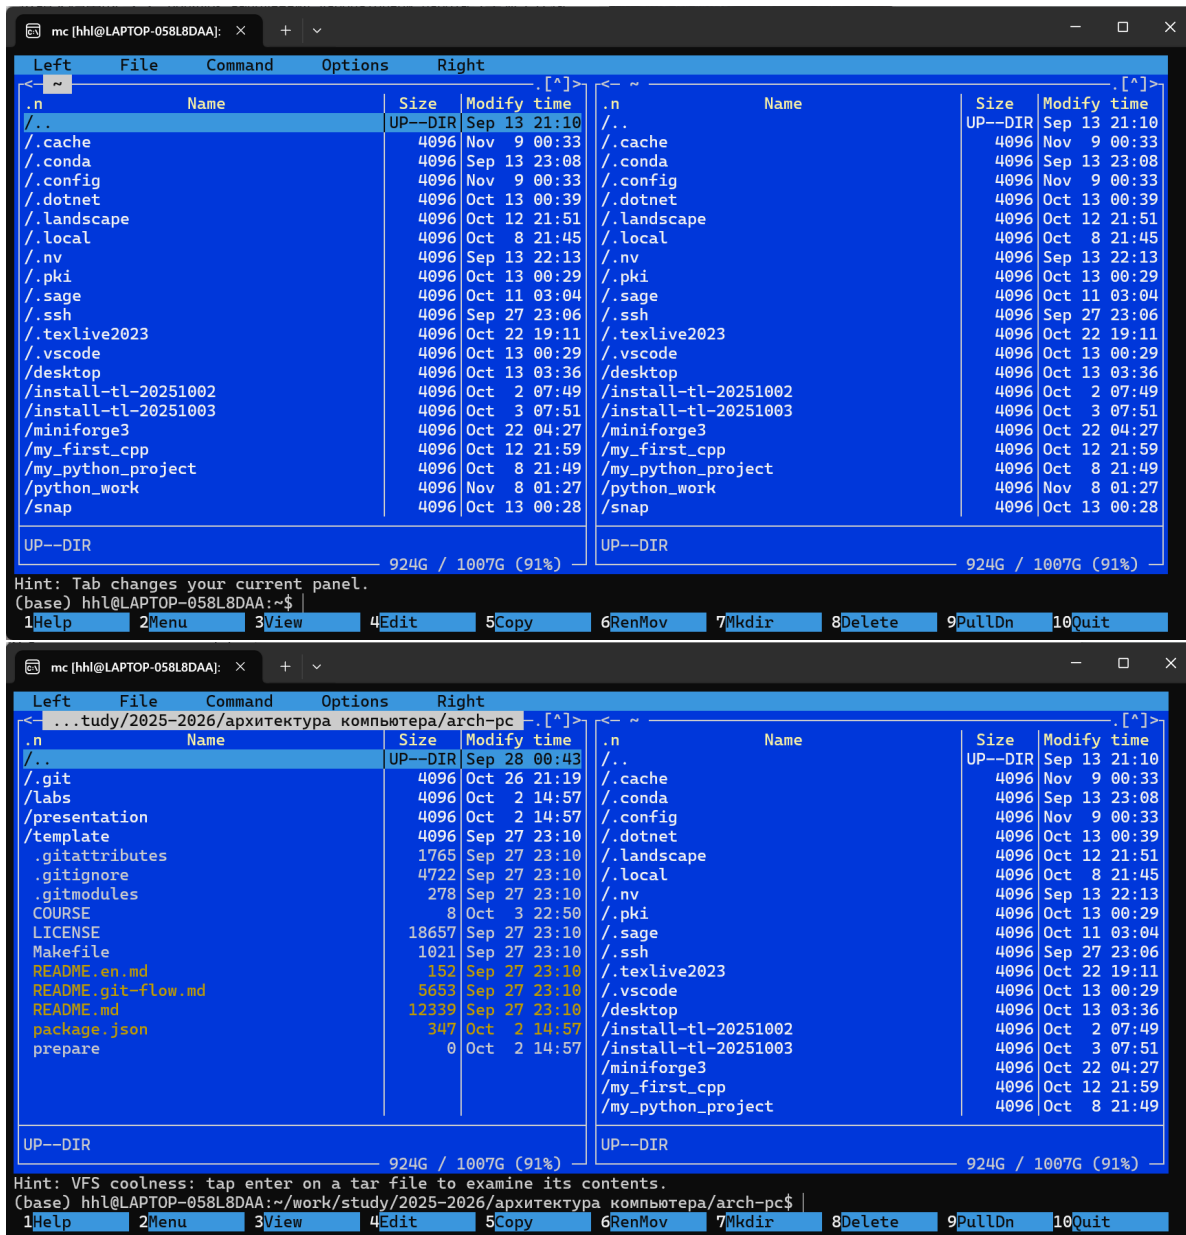 mc [hhl@LAPTOP-058L8DAA]:
Left File Command Options Right
<— ~ .[^]> <— ~ .[^]>
.n Name Size Modify time .n Name Size Modify time
/.. UP--DIR Sep 13 21:10 /.. UP--DIR Sep 13 21:10
/.cache 4096 Nov 9 00:33 /.cache 4096 Nov 9 00:33
/.conda 4096 Sep 13 23:08 /.conda 4096 Sep 13 23:08
/.config 4096 Nov 9 00:33 /.config 4096 Nov 9 00:33
/.dotnet 4096 Oct 13 00:39 /.dotnet 4096 Oct 13 00:39
/.landscape 4096 Oct 12 21:51 /.landscape 4096 Oct 12 21:51
/.local 4096 Oct 8 21:45 /.local 4096 Oct 8 21:45
/.nv 4096 Sep 13 22:13 /.nv 4096 Sep 13 22:13
/.pki 4096 Oct 13 00:29 /.pki 4096 Oct 13 00:29
/.sage 4096 Oct 11 03:04 /.sage 4096 Oct 11 03:04
/.ssh 4096 Sep 27 23:06 /.ssh 4096 Sep 27 23:06
/.texlive2023 4096 Oct 22 19:11 /.texlive2023 4096 Oct 22 19:11
/.vscode 4096 Oct 13 00:29 /.vscode 4096 Oct 13 00:29
/desktop 4096 Oct 13 03:36 /desktop 4096 Oct 13 03:36
/install-tl-20251002 4096 Oct 2 07:49 /install-tl-20251002 4096 Oct 2 07:49
/install-tl-20251003 4096 Oct 3 07:51 /install-tl-20251003 4096 Oct 3 07:51
/miniforge3 4096 Oct 22 04:27 /miniforge3 4096 Oct 22 04:27
/my_first_cpp 4096 Oct 12 21:59 /my_first_cpp 4096 Oct 12 21:59
/my_python_project 4096 Oct 8 21:49 /my_python_project 4096 Oct 8 21:49
/python_work 4096 Nov 8 01:27 /python_work 4096 Nov 8 01:27
/snap 4096 Oct 13 00:28 /snap 4096 Oct 13 00:28
UP--DIR UP--DIR
924G / 1007G (91%) 924G / 1007G (91%)
Hint: Tab changes your current panel.
(base) hhl@LAPTOP-058L8DAA:~$
1Help 2Menu 3View 4Edit 5Copy 6RenMov 7Mkdir 8Delete 9PullDn 10Quit
mc [hhl@LAPTOP-058L8DAA]:
Left File Command Options Right
<— ...tudy/2025-2026/архитектура компьютера/arch-pc .[^]> <— ~ .[^]>
.n Name Size Modify time .n Name Size Modify time
/.. UP--DIR Sep 28 00:43 /.. UP--DIR Sep 13 21:10
/.git 4096 Oct 26 21:19 /.cache 4096 Nov 9 00:33
/labs 4096 Oct 2 14:57 /.conda 4096 Sep 13 23:08
/presentation 4096 Oct 2 14:57 /.config 4096 Nov 9 00:33
/template 4096 Sep 27 23:10 /.dotnet 4096 Oct 13 00:39
.gitattributes 1765 Sep 27 23:10 /.landscape 4096 Oct 12 21:51
.gitignore 4722 Sep 27 23:10 /.local 4096 Oct 8 21:45
.gitmodules 278 Sep 27 23:10 /.nv 4096 Sep 13 22:13
COURSE 8 Oct 3 22:50 /.pki 4096 Oct 13 00:29
LICENSE 18657 Sep 27 23:10 /.sage 4096 Oct 11 03:04
Makefile 1021 Sep 27 23:10 /.ssh 4096 Sep 27 23:06
README.en.md 152 Sep 27 23:10 /.texlive2023 4096 Oct 22 19:11
README.git-flow.md 5653 Sep 27 23:10 /.vscode 4096 Oct 13 00:29
README.md 12339 Sep 27 23:10 /desktop 4096 Oct 13 03:36
package.json 347 Oct 2 14:57 /install-tl-20251002 4096 Oct 2 07:49
prepare 0 Oct 2 14:57 /install-tl-20251003 4096 Oct 3 07:51
/miniforge3 4096 Oct 22 04:27
/my_first_cpp 4096 Oct 12 21:59
/my_python_project 4096 Oct 8 21:49
UP--DIR UP--DIR
924G / 1007G (91%) 924G / 1007G (91%)
Hint: VFS coolness: tap enter on a tar file to examine its contents.
(base) hhl@LAPTOP-058L8DAA:~/work/study/2025-2026/архитектура компьютера/arch-pc$
1Help 2Menu 3View 4Edit 5Copy 6RenMov 7Mkdir 8Delete 9PullDn 10Quit